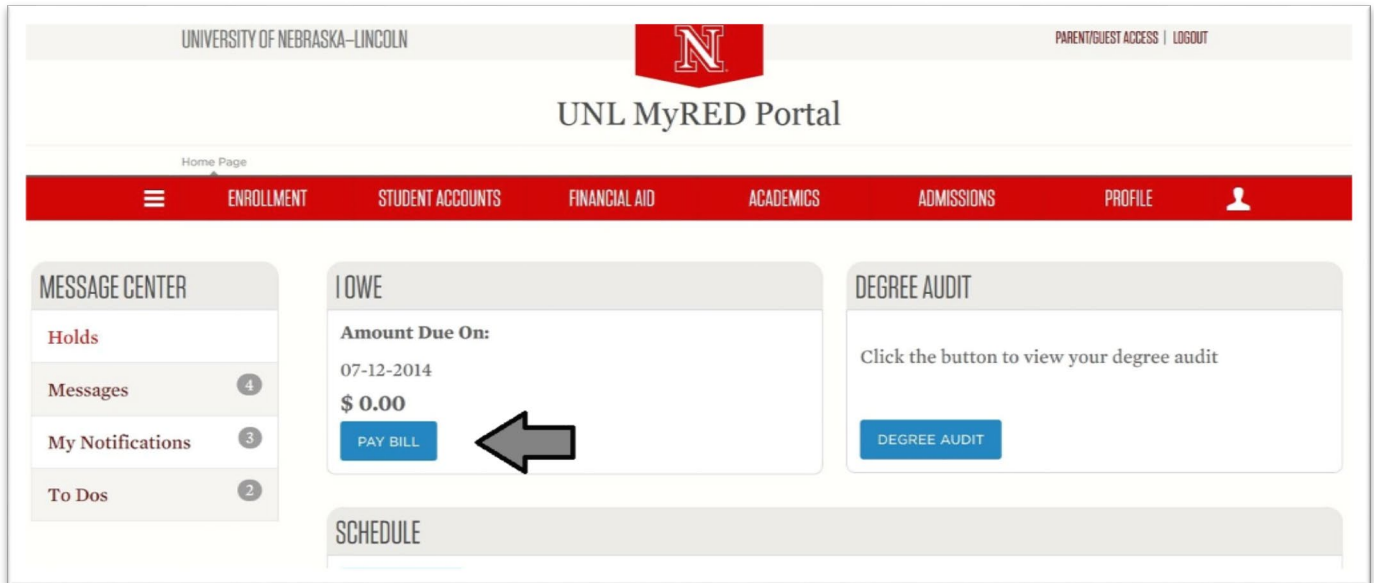 UNIVERSITY OF NEBRASKA–LINCOLN
N
PARENT/GUEST ACCESS | LOGOUT
UNL MyRED Portal
Home Page
ENROLLMENT STUDENT ACCOUNTS FINANCIAL AID ACADEMICS ADMISSIONS PROFILE
MESSAGE CENTER
Holds
Messages 4
My Notifications 3
To Dos 2
I OWE
Amount Due On:
07-12-2014
$ 0.00
PAY BILL
DEGREE AUDIT
Click the button to view your degree audit
DEGREE AUDIT
SCHEDULE